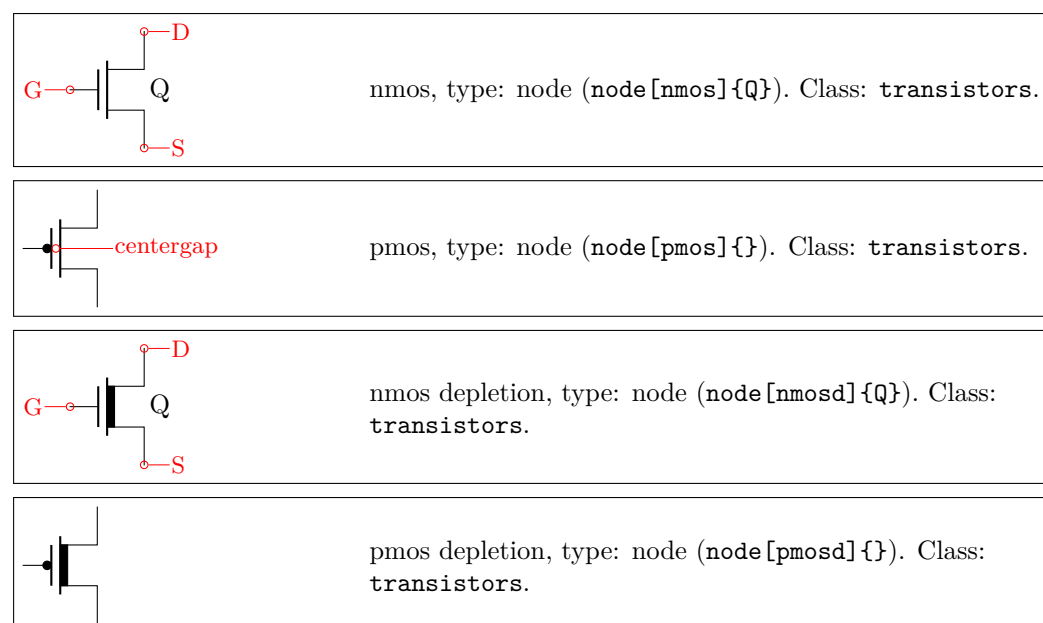 D
G
Q
S
nmos, type: node (node[nmos]{Q}). Class: transistors.
centergap
pmos, type: node (node[pmos]{}). Class: transistors.
D
G
Q
S
nmos depletion, type: node (node[nmosd]{Q}). Class:
transistors.
pmos depletion, type: node (node[pmosd]{}). Class:
transistors.